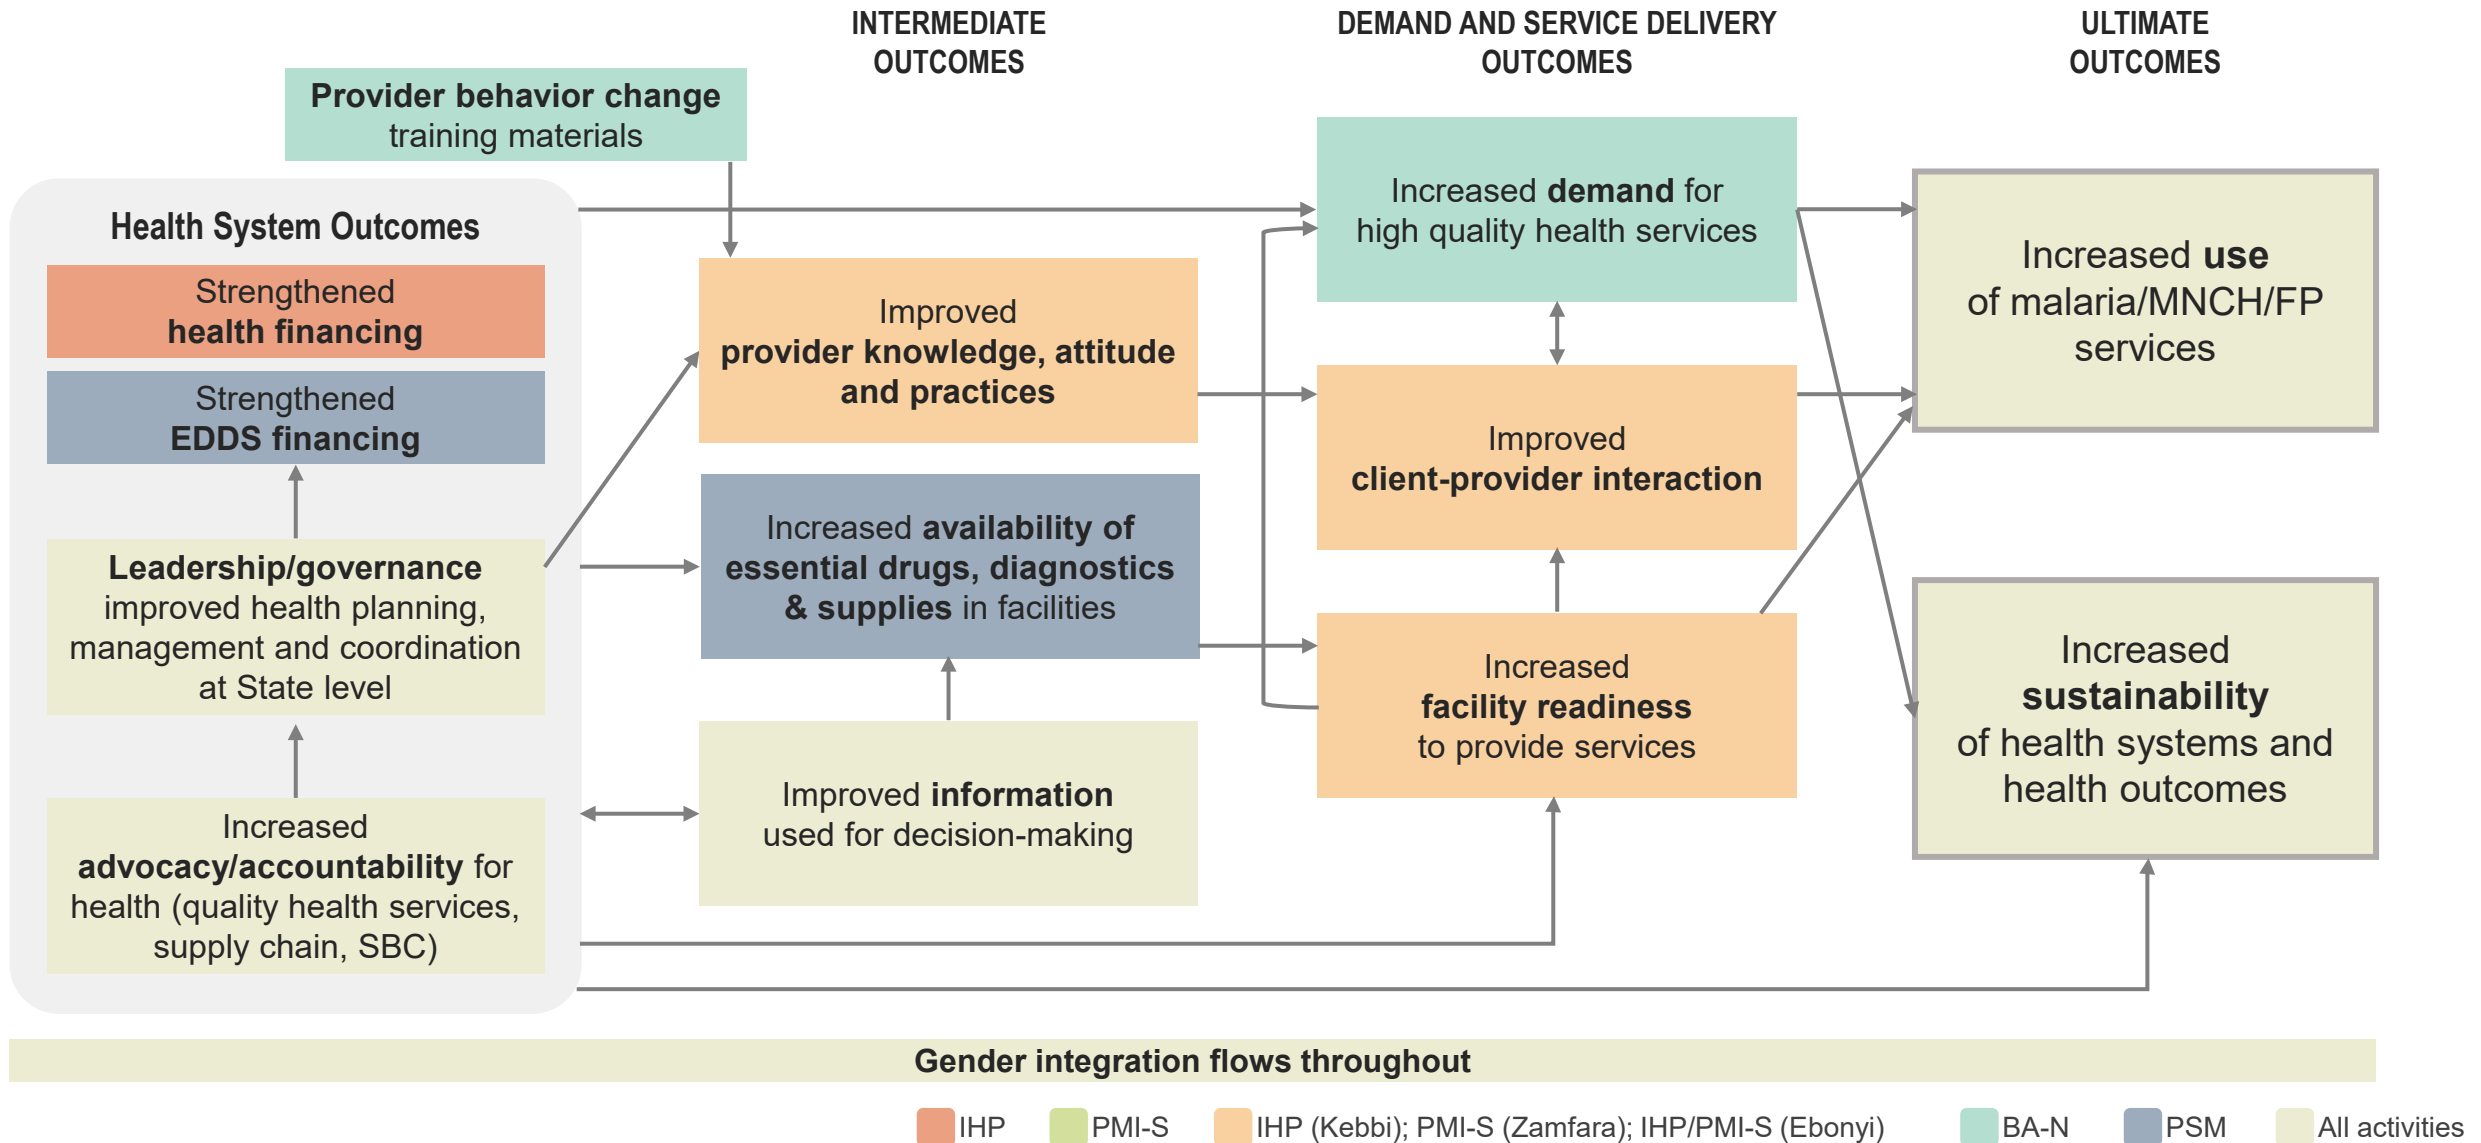 INTERMEDIATE
OUTCOMES
DEMAND AND SERVICE DELIVERY
OUTCOMES
ULTIMATE
OUTCOMES
Provider behavior change
training materials
Health System Outcomes
Strengthened
health financing
Strengthened
EDDS financing
Leadership/governance
improved health planning,
management and coordination
at State level
Increased
advocacy/accountability for
health (quality health services,
supply chain, SBC)
Improved
provider knowledge, attitude
and practices
Increased availability of
essential drugs, diagnostics
& supplies in facilities
Improved information
used for decision-making
Increased demand for
high quality health services
Improved
client-provider interaction
Increased
facility readiness
to provide services
Increased use
of malaria/MNCH/FP
services
Increased
sustainability
of health systems and
health outcomes
Gender integration flows throughout
IHP
PMI-S
IHP (Kebbi); PMI-S (Zamfara); IHP/PMI-S (Ebonyi)
BA-N
PSM
All activities